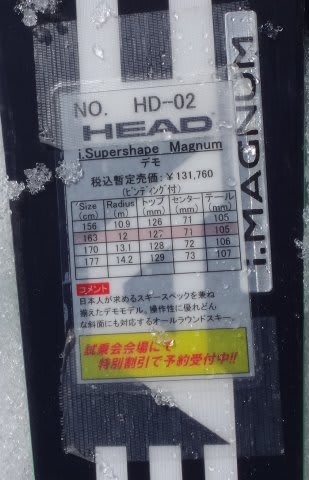 NO. HD-02
HEAD
i.Supershape Magnum
デモ
税込暫定売価：￥131,760
(ビンディング付)
Size (cm) Radius (m) トップ (mm) センター (mm) テール (mm)
156 10.9 126 71 105
163 12 127 71 105
170 13.1 128 72 106
177 14.2 129 73 107
コメント
日本人が求めるスキースペックを兼ね
揃えたデモモデル。操作性に優れどん
な斜面にも対応するオールラウンドスキー。
試乗会会場にて
特別割引で予約受付中!!
i.MAGNUM